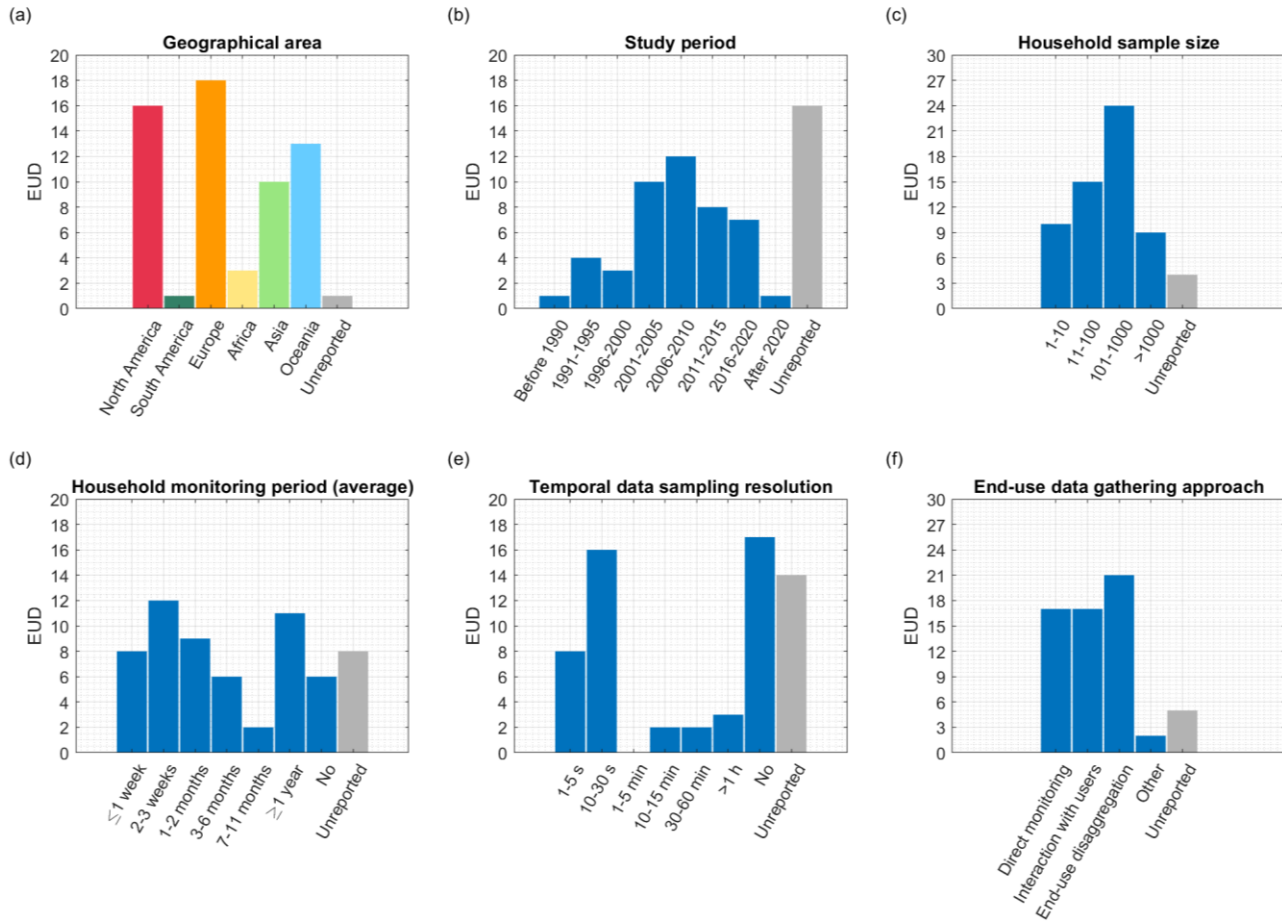 (a)
Geographical area
EUD
20
18
16
14
12
10
8
6
4
2
0
North America
South America
Europe
Africa
Asia
Oceania
Unreported
(b)
Study period
EUD
20
18
16
14
12
10
8
6
4
2
0
Before 1990
1991-1995
1996-2000
2001-2005
2006-2010
2011-2015
2016-2020
After 2020
Unreported
(c)
Household sample size
EUD
30
27
24
21
18
15
12
9
6
3
0
1-10
11-100
101-1000
>1000
Unreported
(d)
Household monitoring period (average)
EUD
20
18
16
14
12
10
8
6
4
2
0
≤1 week
2-3 weeks
1-2 months
3-6 months
7-11 months
≥1 year
No
Unreported
(e)
Temporal data sampling resolution
EUD
20
18
16
14
12
10
8
6
4
2
0
1-5 s
10-30 s
1-5 min
10-15 min
30-60 min
>1 h
No
Unreported
(f)
End-use data gathering approach
EUD
30
27
24
21
18
15
12
9
6
3
0
Direct monitoring
Interaction with users
End-use disaggregation
Other
Unreported